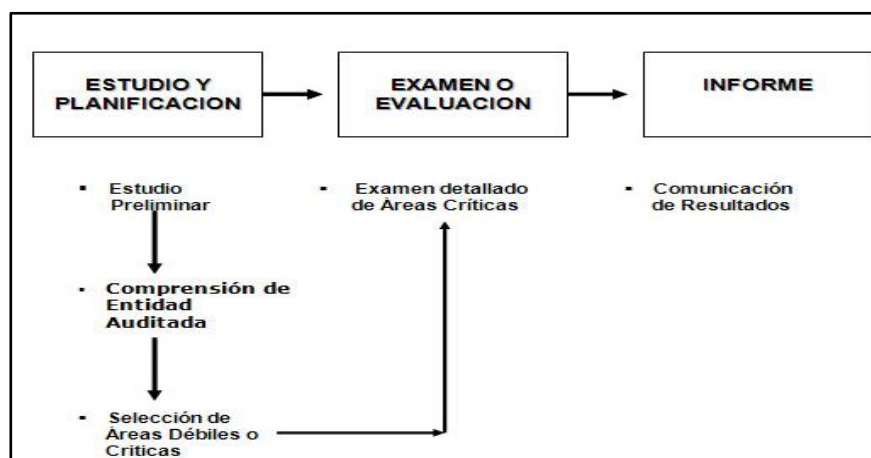 ESTUDIO Y
PLANIFICACION
EXAMEN O
EVALUACION
INFORME
▪ Estudio
Preliminar
▪ Examen detallado
de Áreas Críticas
▪ Comunicación
de Resultados
▪ Comprensión de
Entidad
Auditada
▪ Selección de
Áreas Débiles o
Criticas